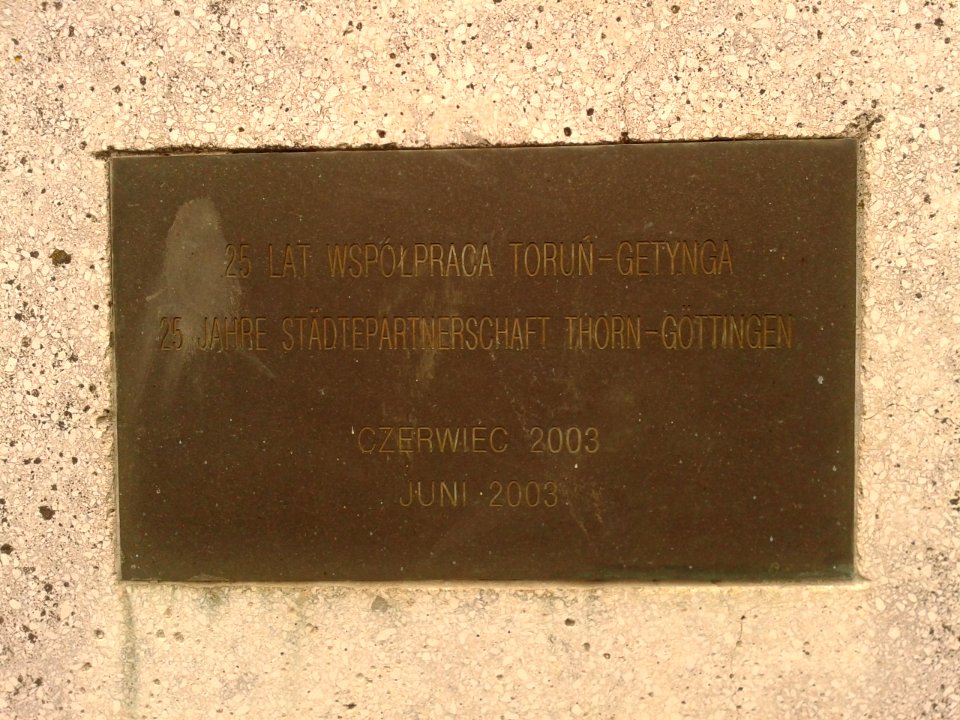 25 LAT WSPÓŁPRACA TORUŃ-GETYNGA
25 JAHRE STÄDTEPARTNERSCHAFT THORN-GÖTTINGEN
CZERWIEC 2003
JUNI 2003